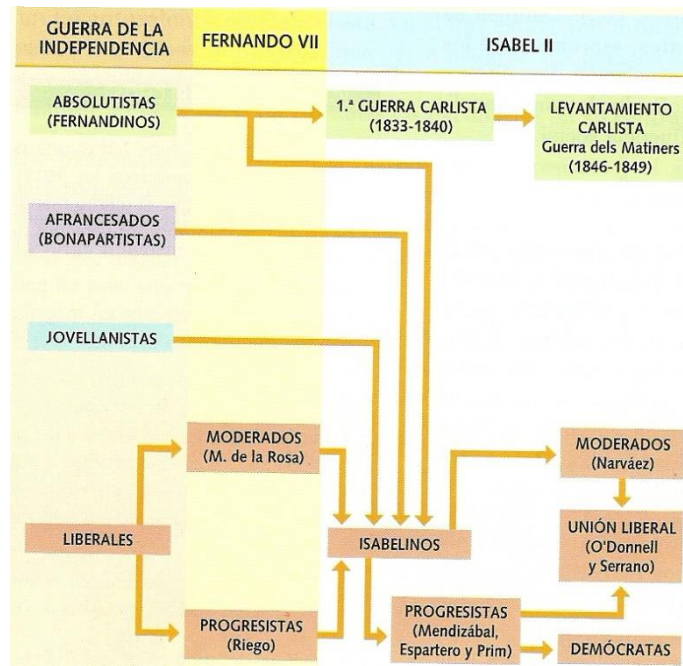 GUERRA DE LA
INDEPENDENCIA
FERNANDO VII
ISABEL II
ABSOLUTISTAS
(FERNANDINOS)
1.ª GUERRA CARLISTA
(1833-1840)
LEVANTAMIENTO
CARLISTA
Guerra dels Matiners
(1846-1849)
AFRANCESADOS
(BONAPARTISTAS)
JOVELLANISTAS
MODERADOS
(M. de la Rosa)
MODERADOS
(Narváez)
LIBERALES
ISABELINOS
UNIÓN LIBERAL
(O'Donnell
y Serrano)
PROGRESISTAS
(Riego)
PROGRESISTAS
(Mendizábal,
Espartero y Prim)
DEMÓCRATAS